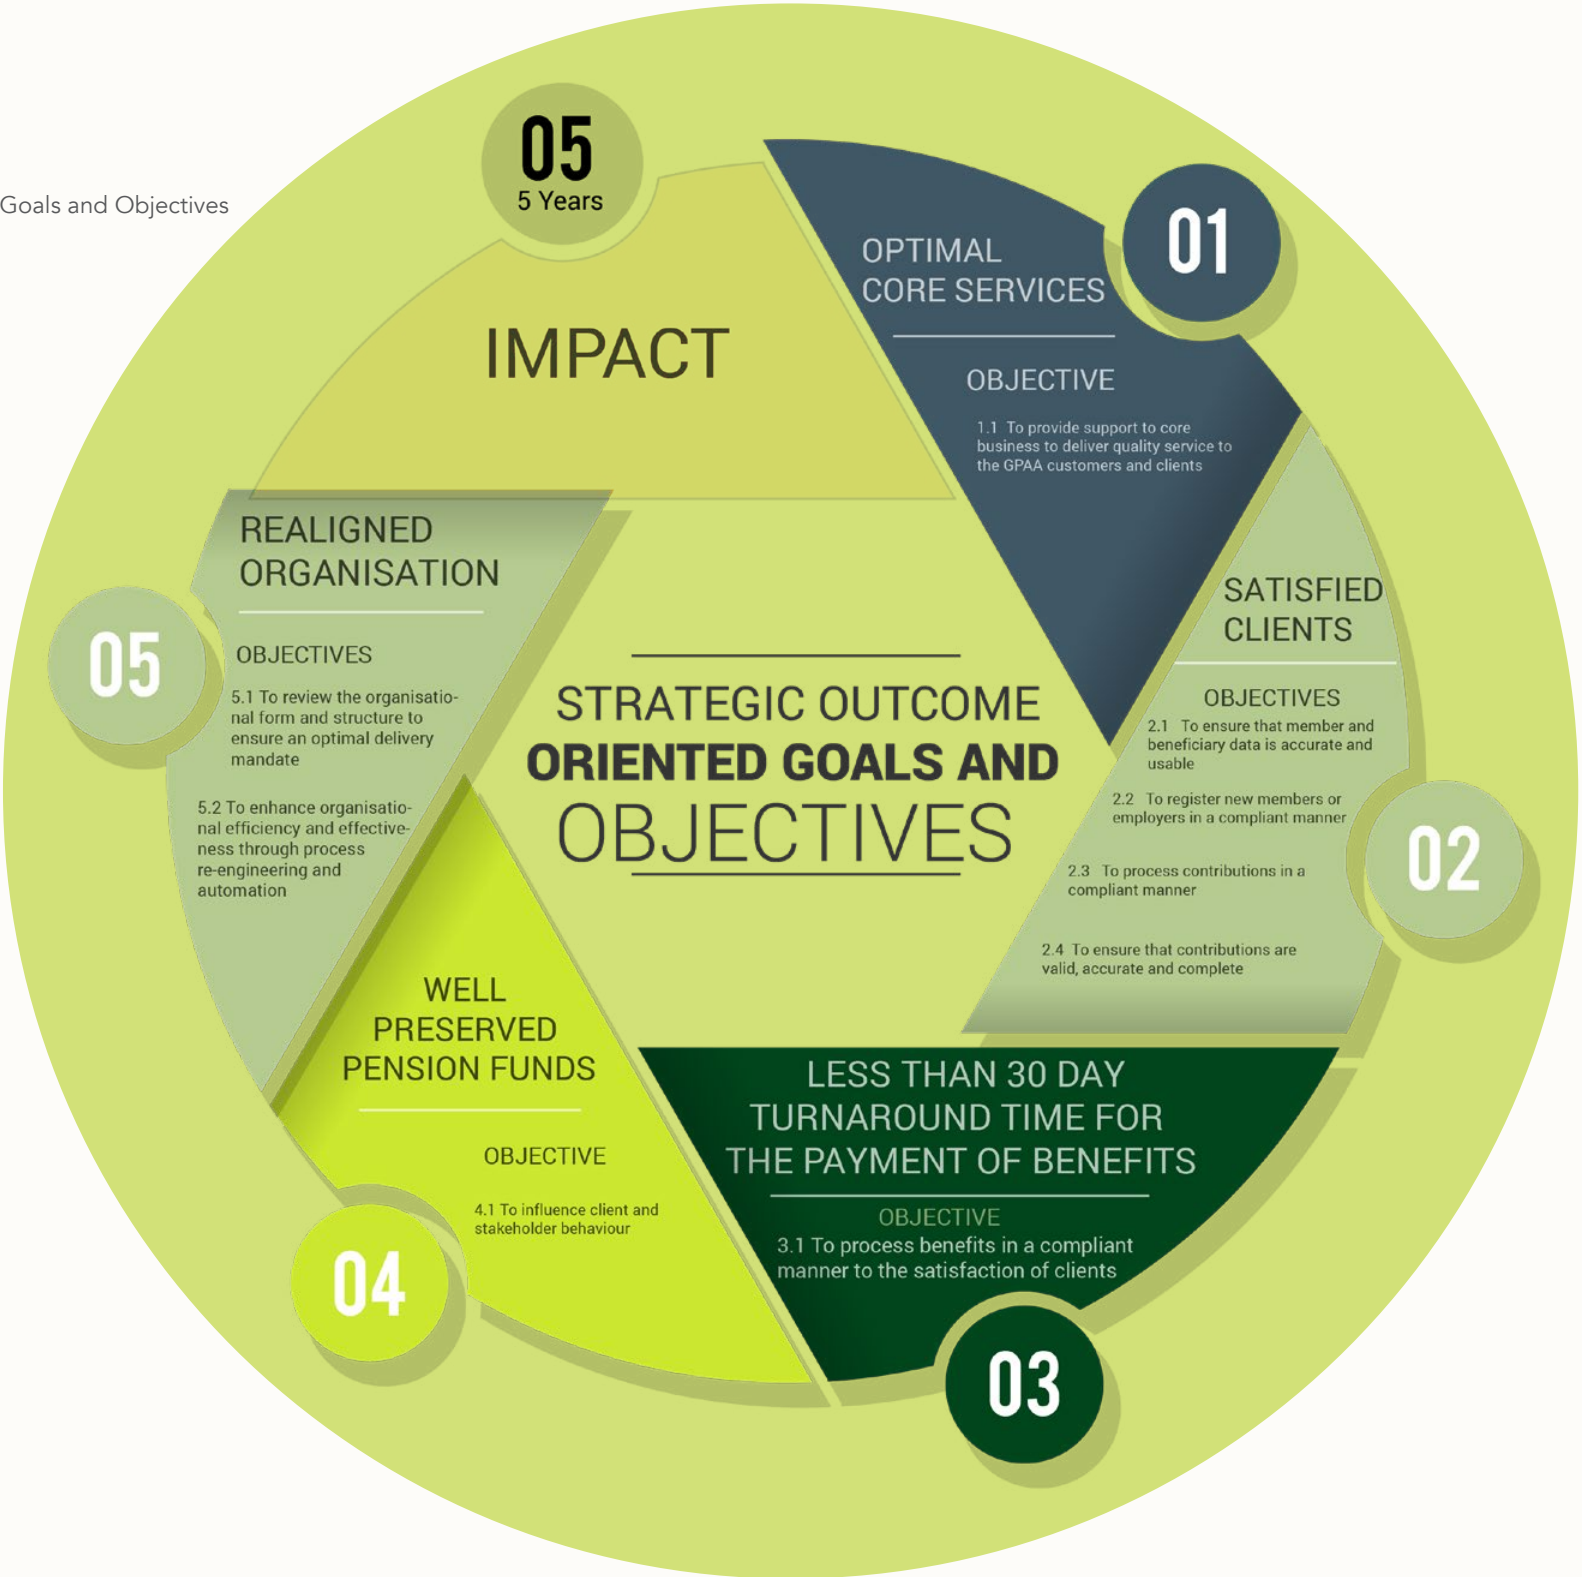 Goals and Objectives
05
5 Years
IMPACT
01
OPTIMAL
CORE SERVICES
OBJECTIVE
1.1 To provide support to core
business to deliver quality service to
the GPAA customers and clients
02
SATISFIED
CLIENTS
OBJECTIVES
2.1 To ensure that member and
beneficiary data is accurate and
usable
2.2 To register new members or
employers in a compliant manner
2.3 To process contributions in a
compliant manner
2.4 To ensure that contributions are
valid, accurate and complete
03
LESS THAN 30 DAY
TURNAROUND TIME FOR
THE PAYMENT OF BENEFITS
OBJECTIVE
3.1 To process benefits in a compliant
manner to the satisfaction of clients
04
WELL
PRESERVED
PENSION FUNDS
OBJECTIVE
4.1 To influence client and
stakeholder behaviour
05
REALIGNED
ORGANISATION
OBJECTIVES
5.1 To review the organisatio-
nal form and structure to
ensure an optimal delivery
mandate
5.2 To enhance organisatio-
nal efficiency and effective-
ness through process
re-engineering and
automation
STRATEGIC OUTCOME
ORIENTED GOALS AND
OBJECTIVES